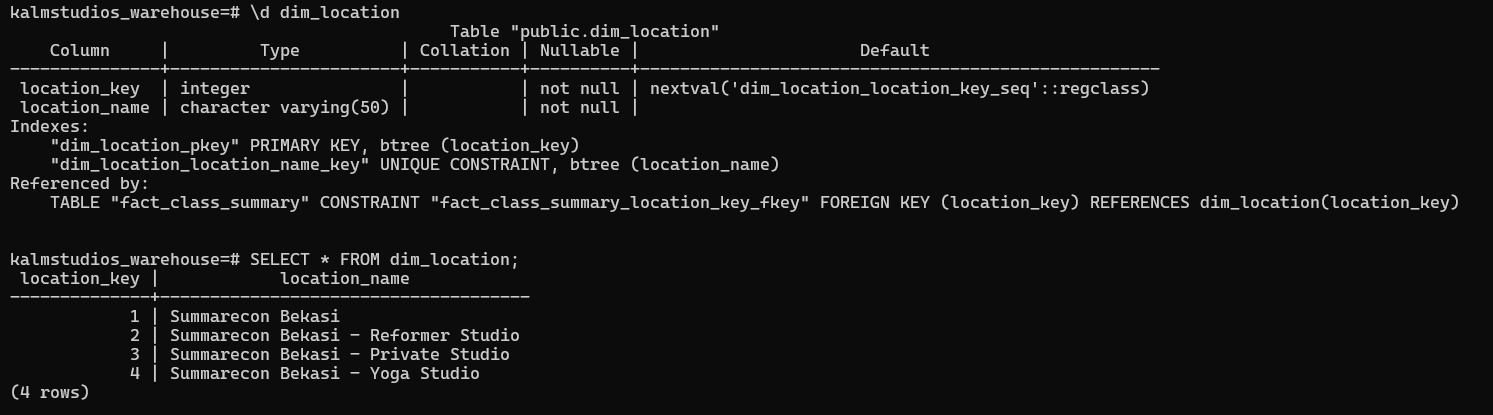 kalmstudios_warehouse=# \d dim_location
Table "public.dim_location"
Column | Type | Collation | Nullable | Default
---------------+-----------------------+-----------+----------+----------------------------------------------------
location_key | integer | | not null | nextval('dim_location_location_key_seq'::regclass)
location_name | character varying(50) | | not null |
Indexes:
"dim_location_pkey" PRIMARY KEY, btree (location_key)
"dim_location_location_name_key" UNIQUE CONSTRAINT, btree (location_name)
Referenced by:
TABLE "fact_class_summary" CONSTRAINT "fact_class_summary_location_key_fkey" FOREIGN KEY (location_key) REFERENCES dim_location(location_key)
kalmstudios_warehouse=# SELECT * FROM dim_location;
location_key | location_name
--------------+-------------------------------------
1 | Summarecon Bekasi
2 | Summarecon Bekasi - Reformer Studio
3 | Summarecon Bekasi - Private Studio
4 | Summarecon Bekasi - Yoga Studio
(4 rows)